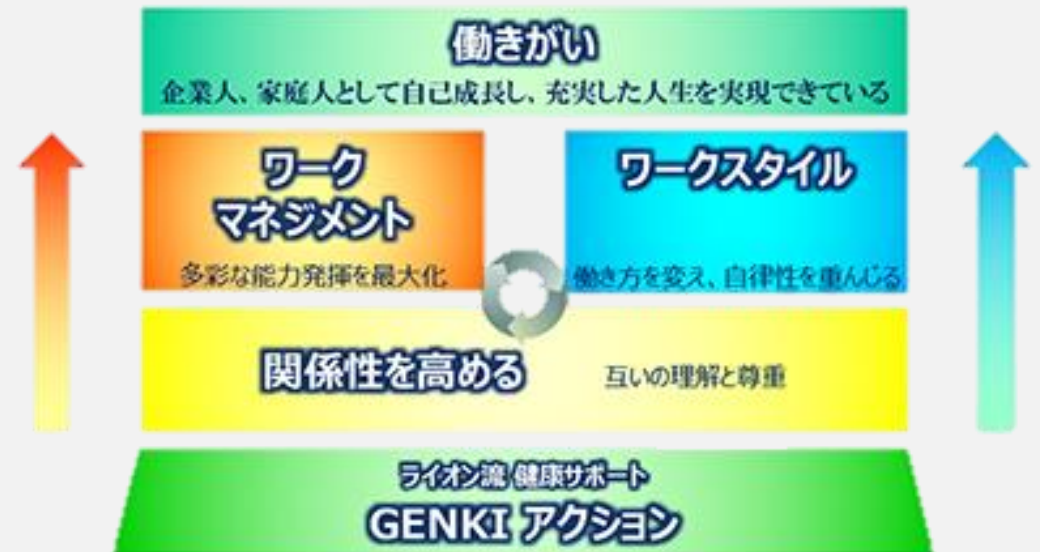 働きがい
企業人、家庭人として自己成長し、充実した人生を実現できている
ワーク
マネジメント
多彩な能力発揮を最大化
ワークスタイル
働き方を変え、自律性を重んじる
関係性を高める
互いの理解と尊重
ライオン流 健康サポート
GENKI アクション